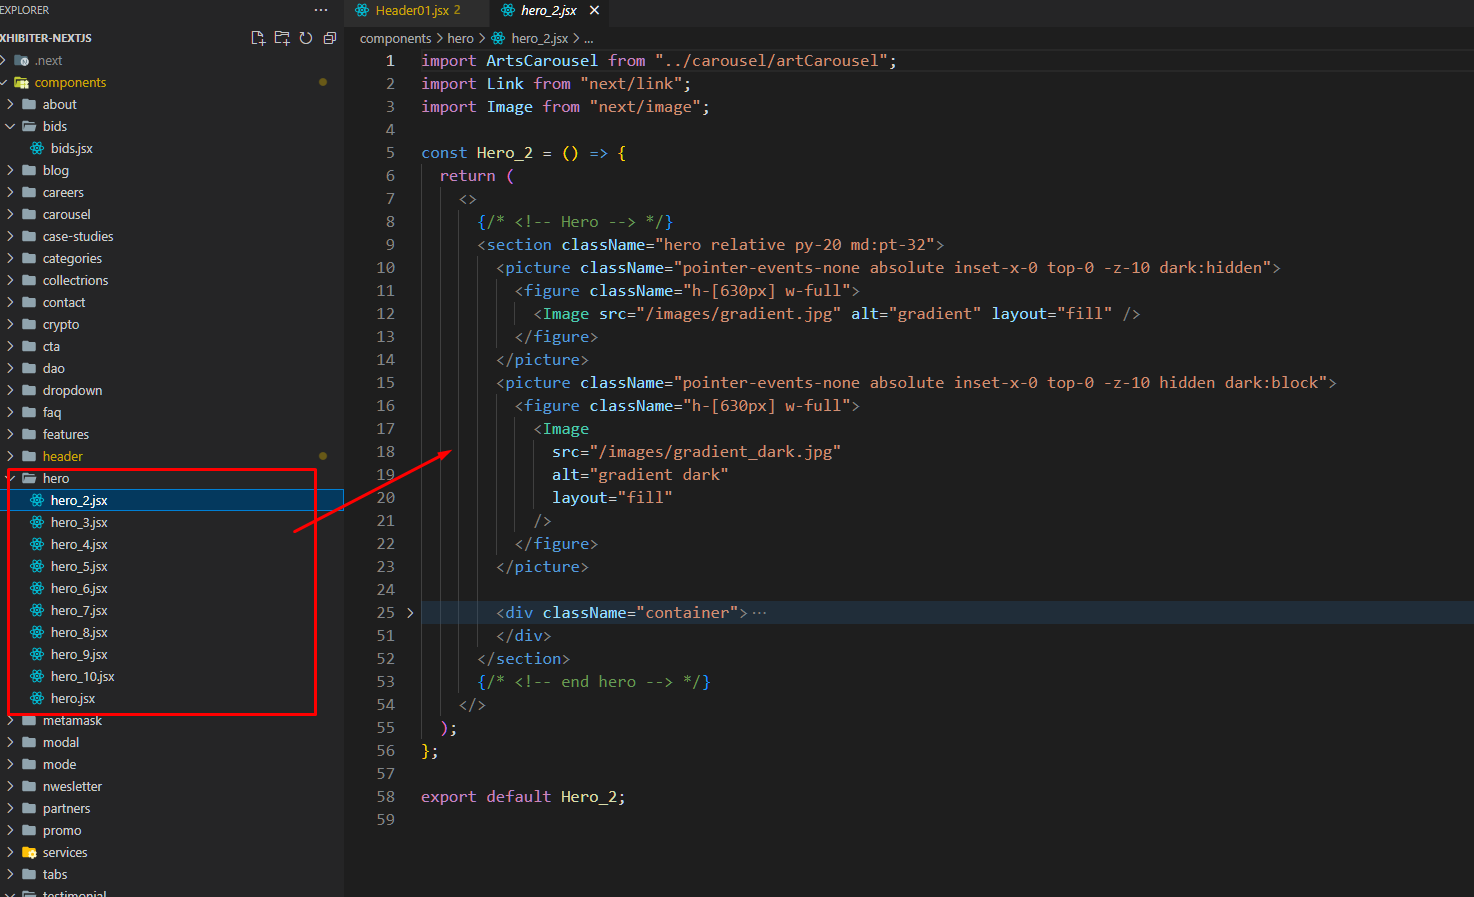 EXPLORER
···
XHIBITER-NEXTJS
.next
components
about
bids
bids.jsx
blog
careers
carousel
case-studies
categories
collectrions
contact
crypto
cta
dao
dropdown
faq
features
header
hero
hero_2.jsx
hero_3.jsx
hero_4.jsx
hero_5.jsx
hero_6.jsx
hero_7.jsx
hero_8.jsx
hero_9.jsx
hero_10.jsx
hero.jsx
metamask
modal
mode
nwesletter
partners
promo
services
tabs
testimonial
Header01.jsx 2
hero_2.jsx
components > hero > hero_2.jsx > ...
1 import ArtsCarousel from "../carousel/artCarousel";
2 import Link from "next/link";
3 import Image from "next/image";
4
5 const Hero_2 = () => {
6 return (
7 <>
8 {/* <!-- Hero --> */}
9 <section className="hero relative py-20 md:pt-32">
10 <picture className="pointer-events-none absolute inset-x-0 top-0 -z-10 dark:hidden">
11 <figure className="h-[630px] w-full">
12 <Image src="/images/gradient.jpg" alt="gradient" layout="fill" />
13 </figure>
14 </picture>
15 <picture className="pointer-events-none absolute inset-x-0 top-0 -z-10 hidden dark:block">
16 <figure className="h-[630px] w-full">
17 <Image
18 src="/images/gradient_dark.jpg"
19 alt="gradient dark"
20 layout="fill"
21 />
22 </figure>
23 </picture>
24
25 <div className="container">···
51 </div>
52 </section>
53 {/* <!-- end hero --> */}
54 </>
55 );
56 };
57
58 export default Hero_2;
59